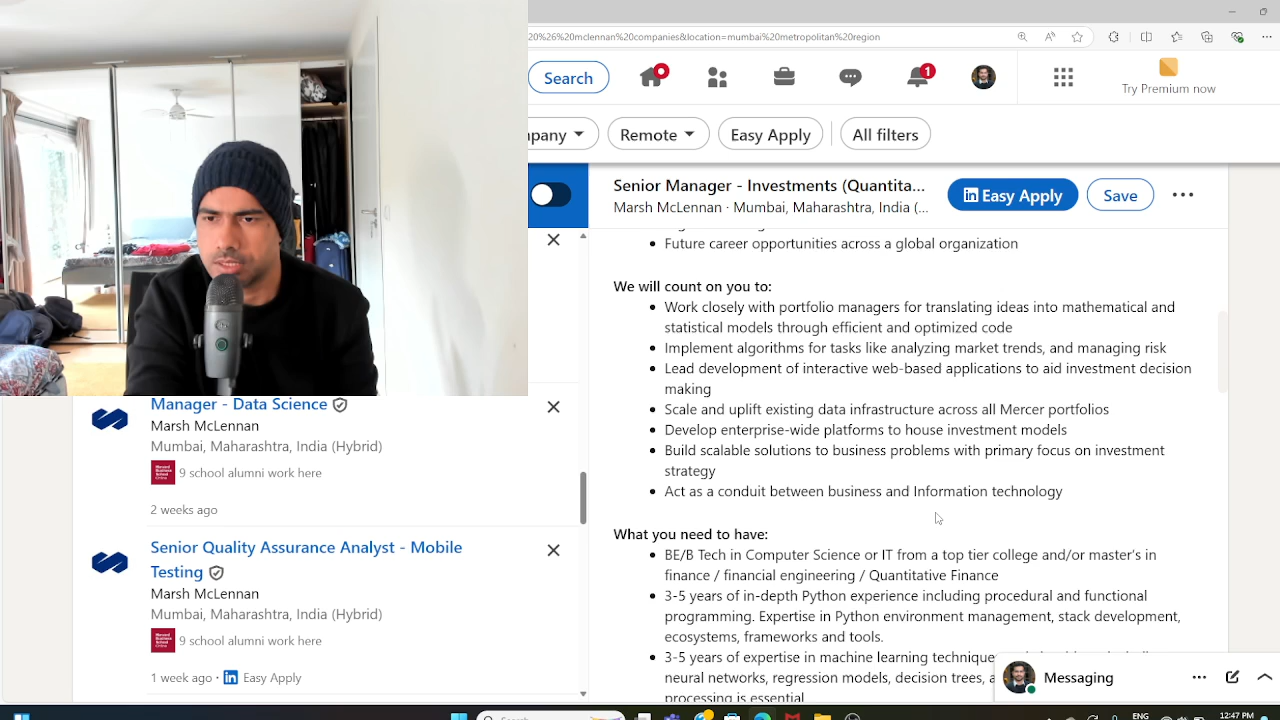 20%26%20mclennan%20companies&location=mumbai%20metropolitan%20region
Search
1
Try Premium now
Remote
Easy Apply
All filters
Senior Manager - Investments (Quantita...
Marsh McLennan · Mumbai, Maharashtra, India (...
in Easy Apply
Save
• Future career opportunities across a global organization
We will count on you to:
• Work closely with portfolio managers for translating ideas into mathematical and
statistical models through efficient and optimized code
• Implement algorithms for tasks like analyzing market trends, and managing risk
• Lead development of interactive web-based applications to aid investment decision
making
• Scale and uplift existing data infrastructure across all Mercer portfolios
• Develop enterprise-wide platforms to house investment models
• Build scalable solutions to business problems with primary focus on investment
strategy
• Act as a conduit between business and Information technology
What you need to have:
• BE/B Tech in Computer Science or IT from a top tier college and/or master's in
finance / financial engineering / Quantitative Finance
• 3-5 years of in-depth Python experience including procedural and functional
programming. Expertise in Python environment management, stack development,
ecosystems, frameworks and tools.
• 3-5 years of expertise in machine learning
neural networks, regression models, decision trees,
processing is essential
Manager - Data Science
Marsh McLennan
Mumbai, Maharashtra, India (Hybrid)
9 school alumni work here
2 weeks ago
Senior Quality Assurance Analyst - Mobile
Testing
Marsh McLennan
Mumbai, Maharashtra, India (Hybrid)
9 school alumni work here
1 week ago · in Easy Apply
Messaging
Search
ENG
12:47 PM